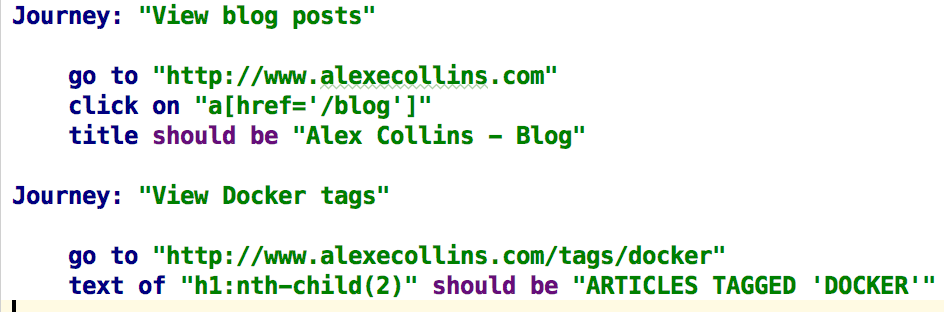 Journey: "View blog posts"
go to "http://www.alexecollins.com"
click on "a[href='/blog']"
title should be "Alex Collins - Blog"
Journey: "View Docker tags"
go to "http://www.alexecollins.com/tags/docker"
text of "h1:nth-child(2)" should be "ARTICLES TAGGED 'DOCKER'"